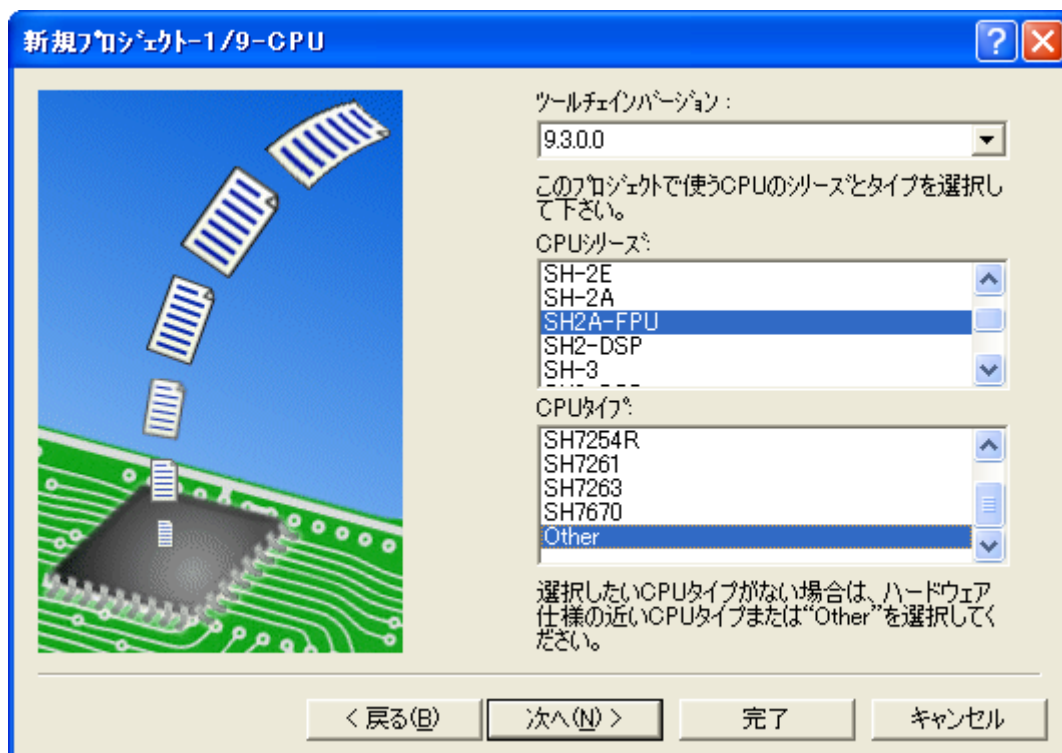 新規プロジェクト-1/9-CPU
ツールチェインバージョン :
9.3.0.0
このプロジェクトで使うCPUのシリーズとタイプを選択し
て下さい。
CPUシリーズ:
SH-2E
SH-2A
SH2A-FPU
SH2-DSP
SH-3
CPUタイプ:
SH7254R
SH7261
SH7263
SH7670
Other
選択したいCPUタイプがない場合は、ハードウェア
仕様の近いCPUタイプまたは“Other”を選択してく
ださい。
< 戻る(B)
次へ(N) >
完了
キャンセル